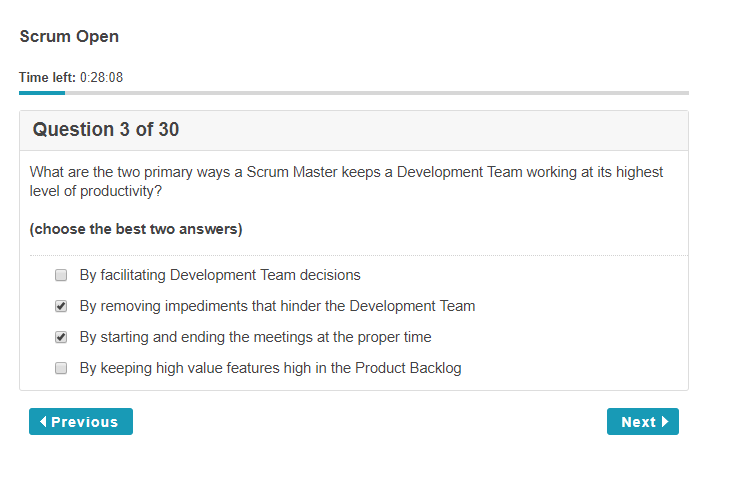 Scrum Open
Time left: 0:28:08
Question 3 of 30
What are the two primary ways a Scrum Master keeps a Development Team working at its highest
level of productivity?
(choose the best two answers)
By facilitating Development Team decisions
By removing impediments that hinder the Development Team
By starting and ending the meetings at the proper time
By keeping high value features high in the Product Backlog
Previous
Next